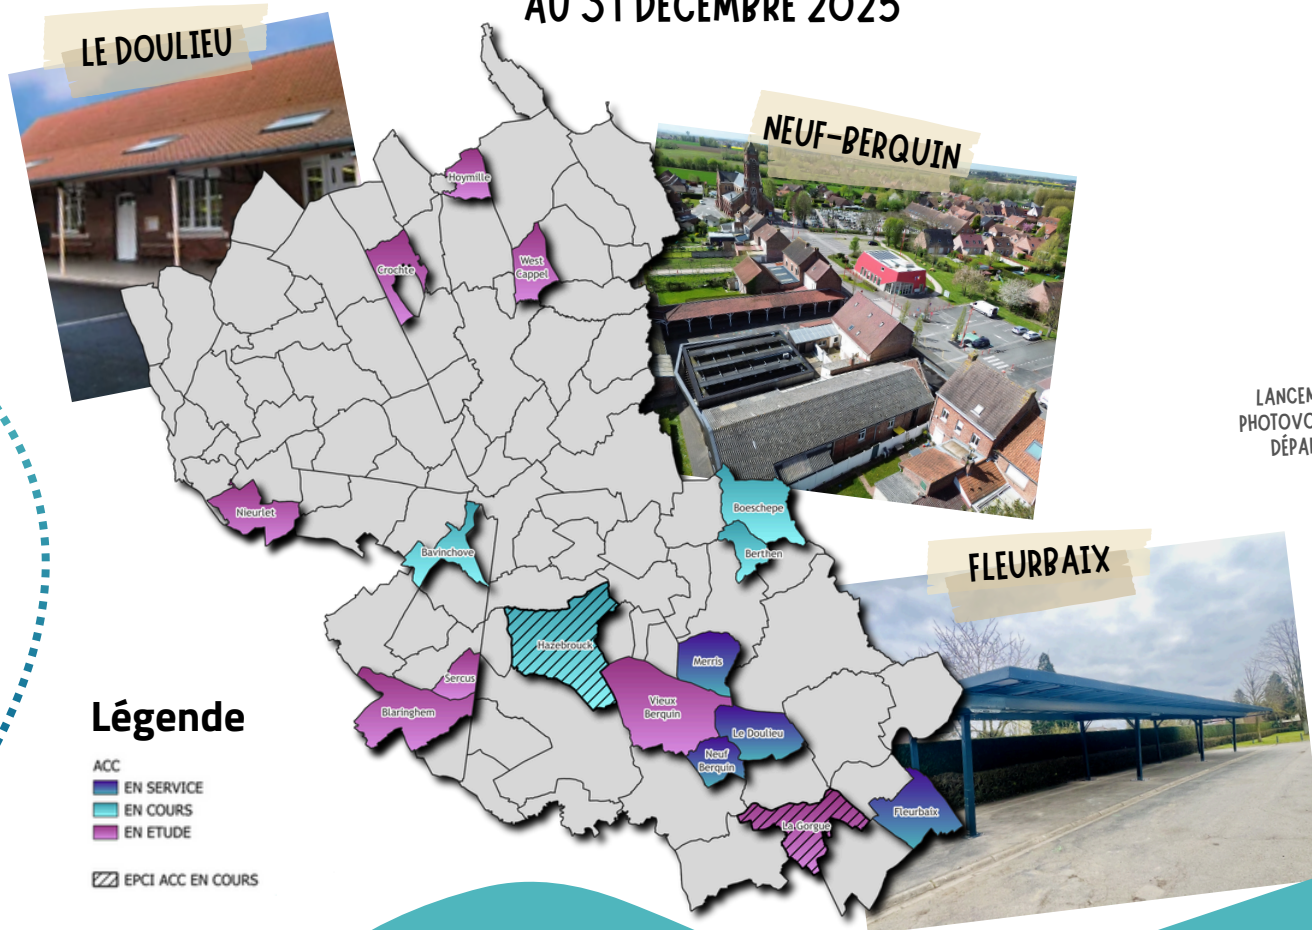 AU 31 DÉCEMBRE 2025
LE DOULIEU
NEUF-BERQUIN
Hoymille
West
Cappel
Crochte
LANCEM
PHOTOVO
DÉPA
Nieurlet
Boeschepe
Bavinchove
Berthen
FLEURBAIX
Hazebrouck
Merris
Sercus
Vieux
Berquin
Blaringhem
Le Doulieu
Neuf
Berquin
Fleurbaix
La Gorgue
Légende
ACC
EN SERVICE
EN COURS
EN ETUDE
EPCI ACC EN COURS